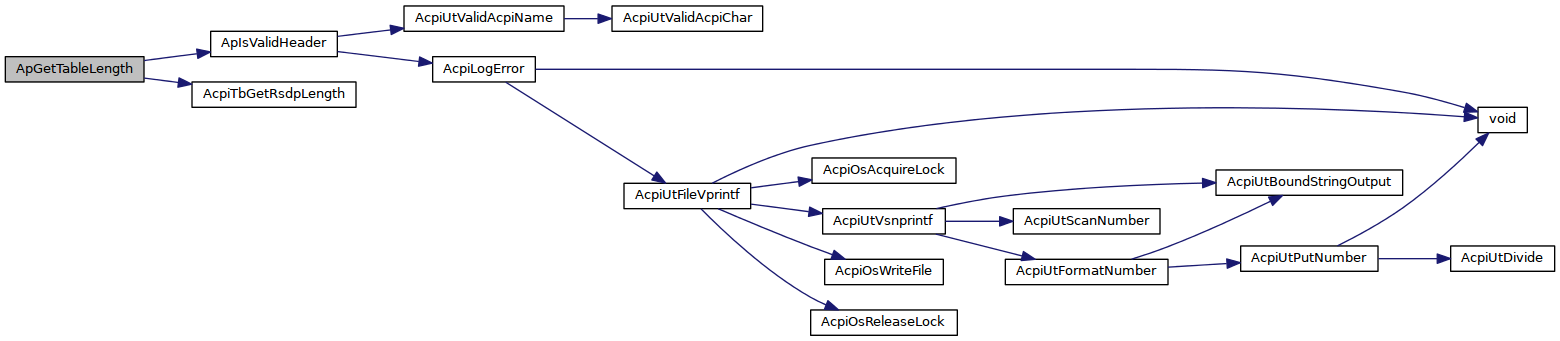 ApGetTableLength
ApIsValidHeader
AcpiTbGetRsdpLength
AcpiUtValidAcpiName
AcpiLogError
AcpiUtValidAcpiChar
AcpiUtFileVprintf
void
AcpiOsAcquireLock
AcpiUtVsnprintf
AcpiOsWriteFile
AcpiOsReleaseLock
AcpiUtBoundStringOutput
AcpiUtScanNumber
AcpiUtFormatNumber
AcpiUtPutNumber
AcpiUtDivide